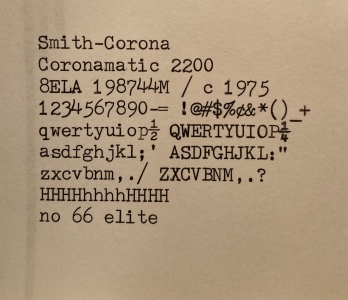 Smith-Corona
Coronamatic 2200
8ELA 198744M / c 1975
1234567890-= !@#$%¢&*()_+
qwertyuiop½ QWERTYUIOP¼
asdfghjkl;' ASDFGHJKL:"
zxcvbnm,./ ZXCVBNM,.?
HHHHhhhhHHHH
no 66 elite